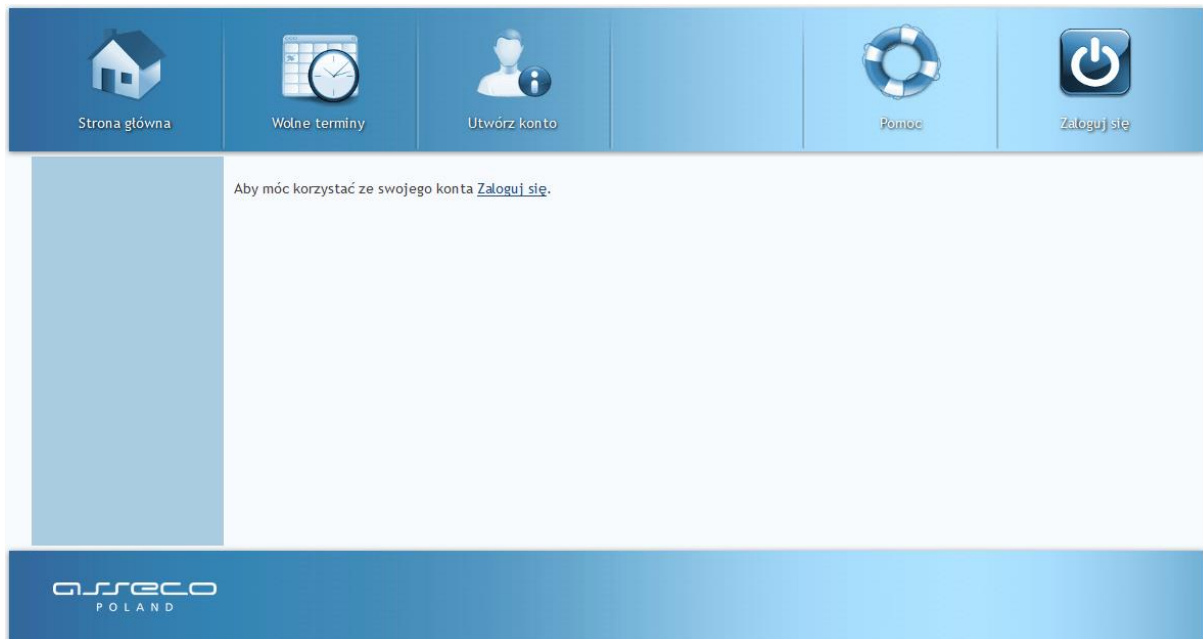 Strona główna
Wolne terminy
Utwórz konto
Pomoc
Zaloguj się
Aby móc korzystać ze swojego konta Zaloguj się.
asseco
POLAND